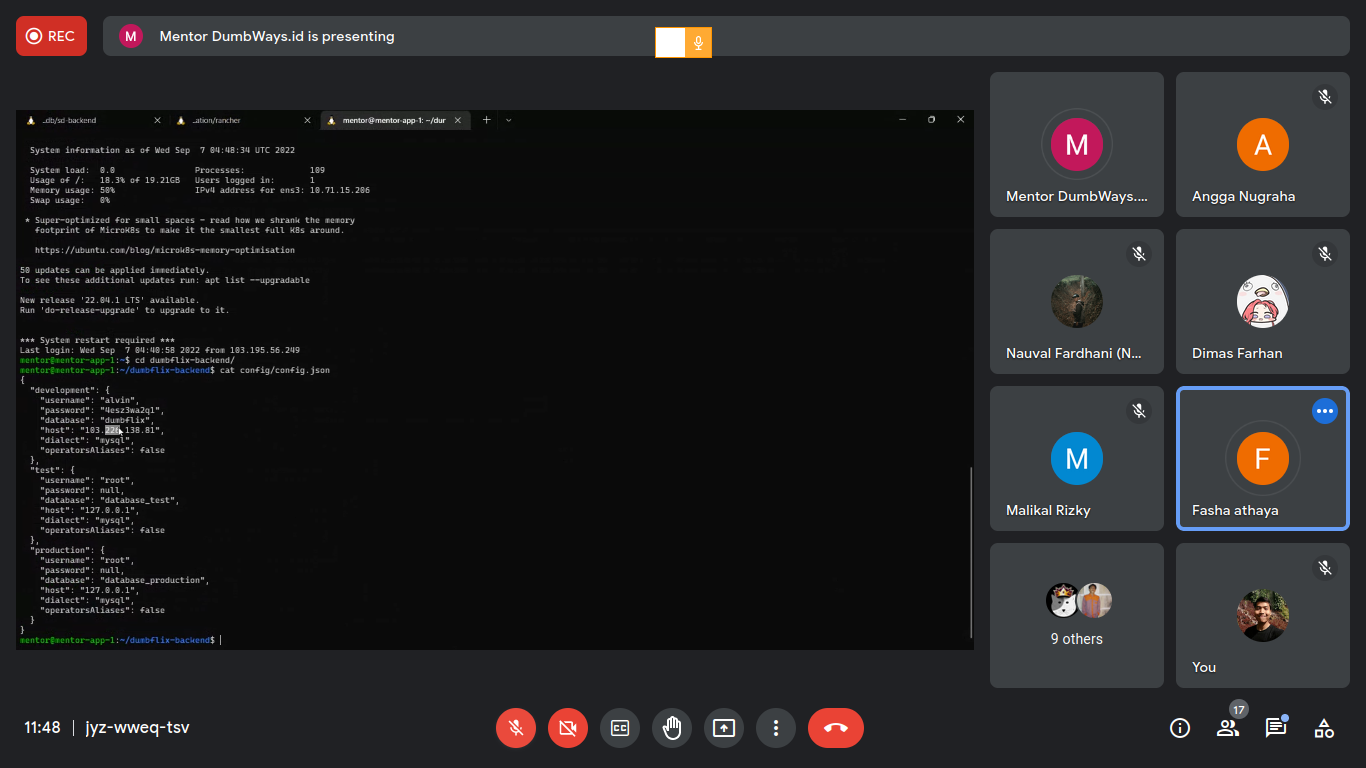 REC
M
Mentor DumbWays.id is presenting
mentor@mentor-app-1: ~/dur
System information as of Wed Sep 7 04:48:34 UTC 2022
System load: 0.0 Processes: 109
Usage of /: 18.3% of 19.21GB Users logged in: 1
Memory usage: 50% IPv4 address for ens3: 10.71.15.206
Swap usage: 0%
* Super-optimized for small spaces - read how we shrank the memory
footprint of MicroK8s to make it the smallest full K8s around.
https://ubuntu.com/blog/microk8s-memory-optimisation
50 updates can be applied immediately.
To see these additional updates run: apt list --upgradable
New release '22.04.1 LTS' available.
Run 'do-release-upgrade' to upgrade to it.
*** System restart required ***
Last login: Wed Sep 7 04:40:58 2022 from 103.195.56.249
mentor@mentor-app-1:~$ cd dumbflix-backend/
mentor@mentor-app-1:~/dumbflix-backend$ cat config/config.json
{
"development": {
"username": "alvin",
"password": "4esz3wa2q1",
"database": "dumbflix",
"host":
"dialect": "mysql",
"operatorsAliases": false
},
"test": {
"username": "root",
"password": null,
"database": "database_test",
"host": "127.0.0.1",
"dialect": "mysql",
"operatorsAliases": false
},
"production": {
"username": "root",
"password": null,
"database": "database_production",
"host": "127.0.0.1",
"dialect": "mysql",
"operatorsAliases": false
}
}
mentor@mentor-app-1:~/dumbflix-backend$
M
Mentor DumbWays....
A
Angga Nugraha
Nauval Fardhani (N...
Dimas Farhan
M
Malikal Rizky
F
Fasha athaya
9 others
You
11:48 | jyz-wweq-tsv
CC
17